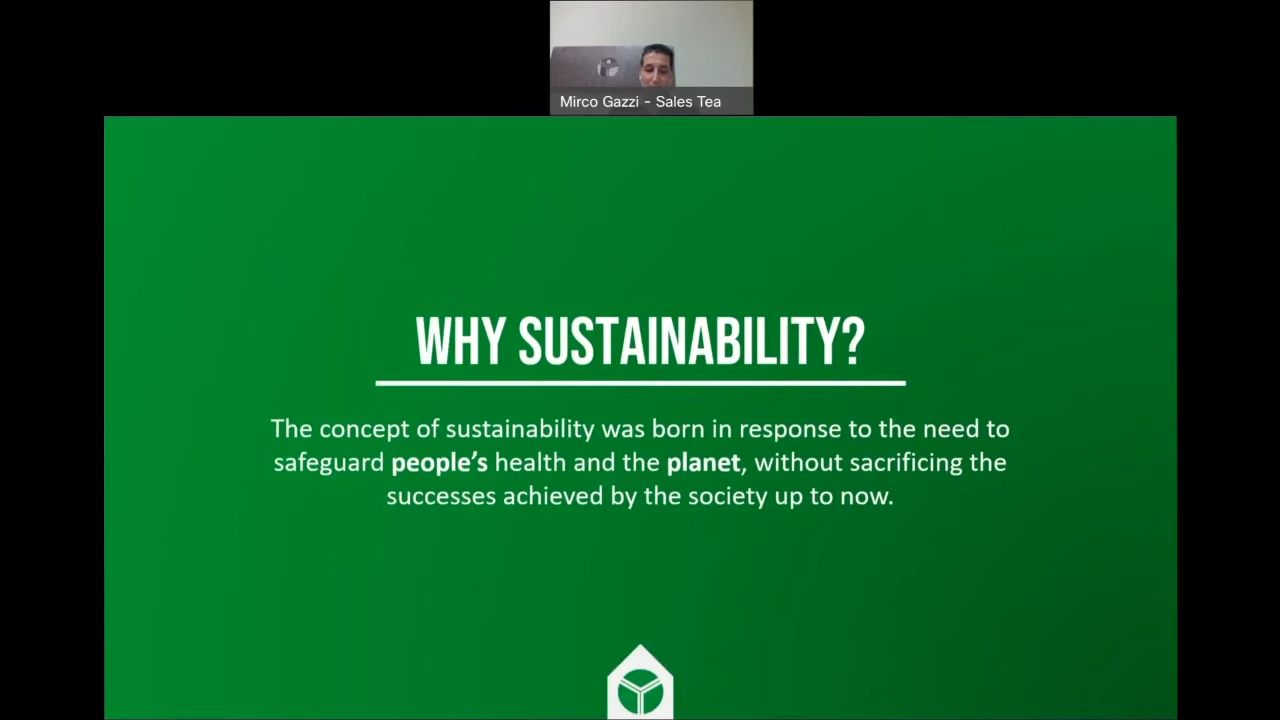 Mirco Gazzi - Sales Tea
WHY SUSTAINABILITY?
The concept of sustainability was born in response to the need to
safeguard people's health and the planet, without sacrificing the
successes achieved by the society up to now.